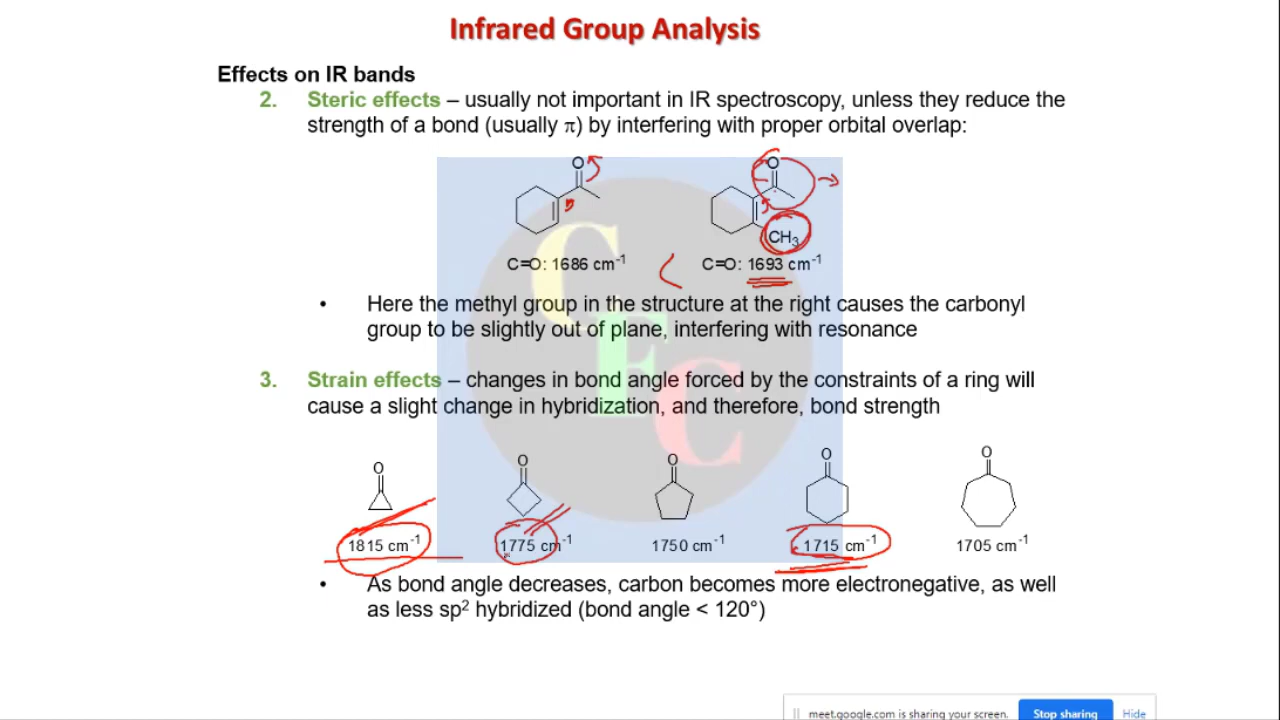 Infrared Group Analysis
Effects on IR bands
2. Steric effects – usually not important in IR spectroscopy, unless they reduce the
strength of a bond (usually π) by interfering with proper orbital overlap:
O O
CH₃
C=O: 1686 cm⁻¹ C=O: 1693 cm⁻¹
• Here the methyl group in the structure at the right causes the carbonyl
group to be slightly out of plane, interfering with resonance
3. Strain effects – changes in bond angle forced by the constraints of a ring will
cause a slight change in hybridization, and therefore, bond strength
C
F
C
O O O O O
1815 cm⁻¹ 1775 cm⁻¹ 1750 cm⁻¹ 1715 cm⁻¹ 1705 cm⁻¹
• As bond angle decreases, carbon becomes more electronegative, as well
as less sp² hybridized (bond angle < 120°)
meet.google.com is sharing your screen. Stop sharing Hide